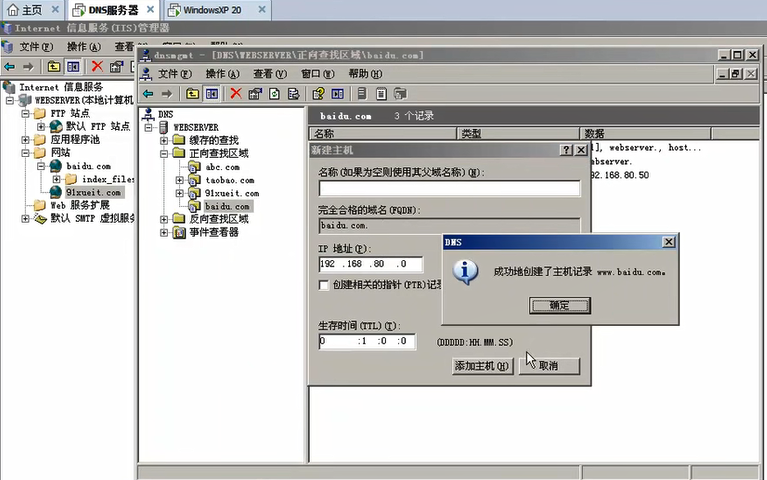 主页
DNS服务器
WindowsXP 20
Internet 信息服务(IIS)管理器
文件(F)
操作(A)
dnsmgmt - [DNS\WEBSERVER\正向查找区域\baidu.com]
文件(F)
操作(A)
查看(V)
窗口(W)
帮助(H)
Internet 信息服务
WEBSERVER(本地计算机
FTP 站点
默认 FTP 站点
应用程序池
网站
baidu.com
index_files
91xueit.com
Web 服务扩展
默认 SMTP 虚拟服务
DNS
WEBSERVER
缓存的查找
正向查找区域
abc.com
taobao.com
91xueit.com
baidu.com
反向查找区域
事件查看器
baidu.com
3 个记录
名称
类型
数据
], webserver., host...
ebserver.
92.168.80.50
新建主机
名称(如果为空则使用其父域名称)(N):
完全合格的域名(FQDN):
baidu.com.
IP 地址(P):
192 .168 .80 .0
创建相关的指针(PTR)记录
生存时间(TTL)(T):
0 :1 :0 :0
(DDDDD:HH.MM.SS)
添加主机(H)
取消
DNS
成功地创建了主机记录 www.baidu.com。
确定